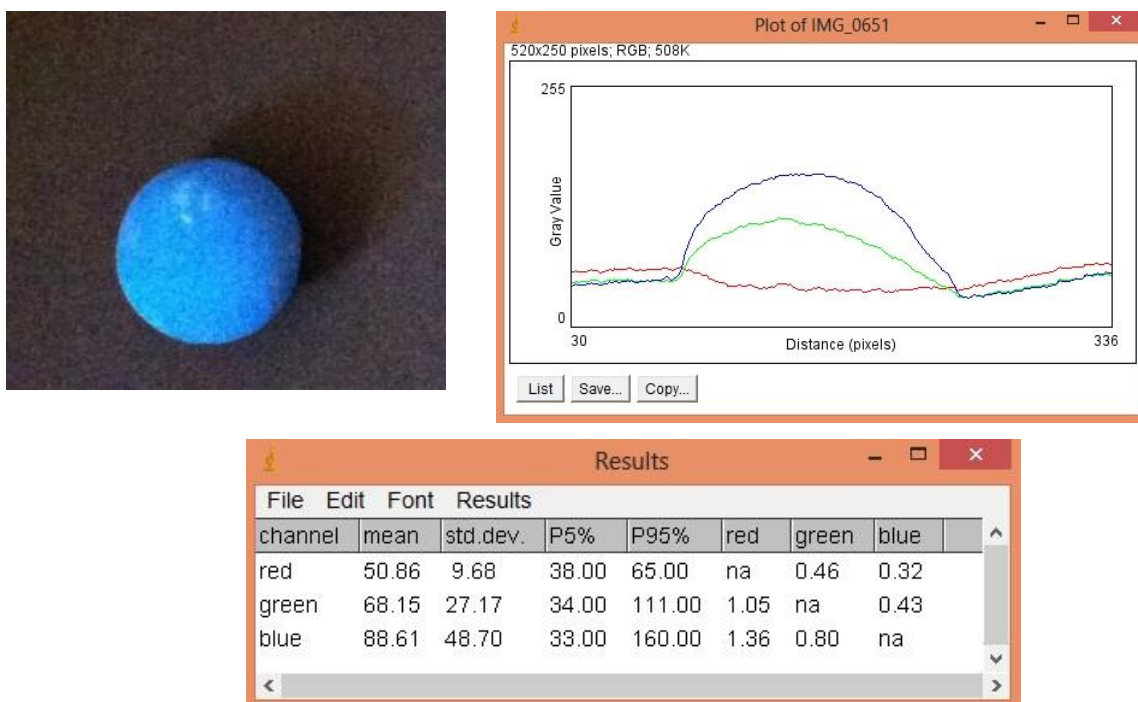 Plot of IMG_0651
520x250 pixels; RGB; 508K
255
Gray Value
0
30
Distance (pixels)
336
List Save... Copy...
Results
File Edit Font Results
channel mean std.dev. P5% P95% red green blue
red 50.86 9.68 38.00 65.00 na 0.46 0.32
green 68.15 27.17 34.00 111.00 1.05 na 0.43
blue 88.61 48.70 33.00 160.00 1.36 0.80 na